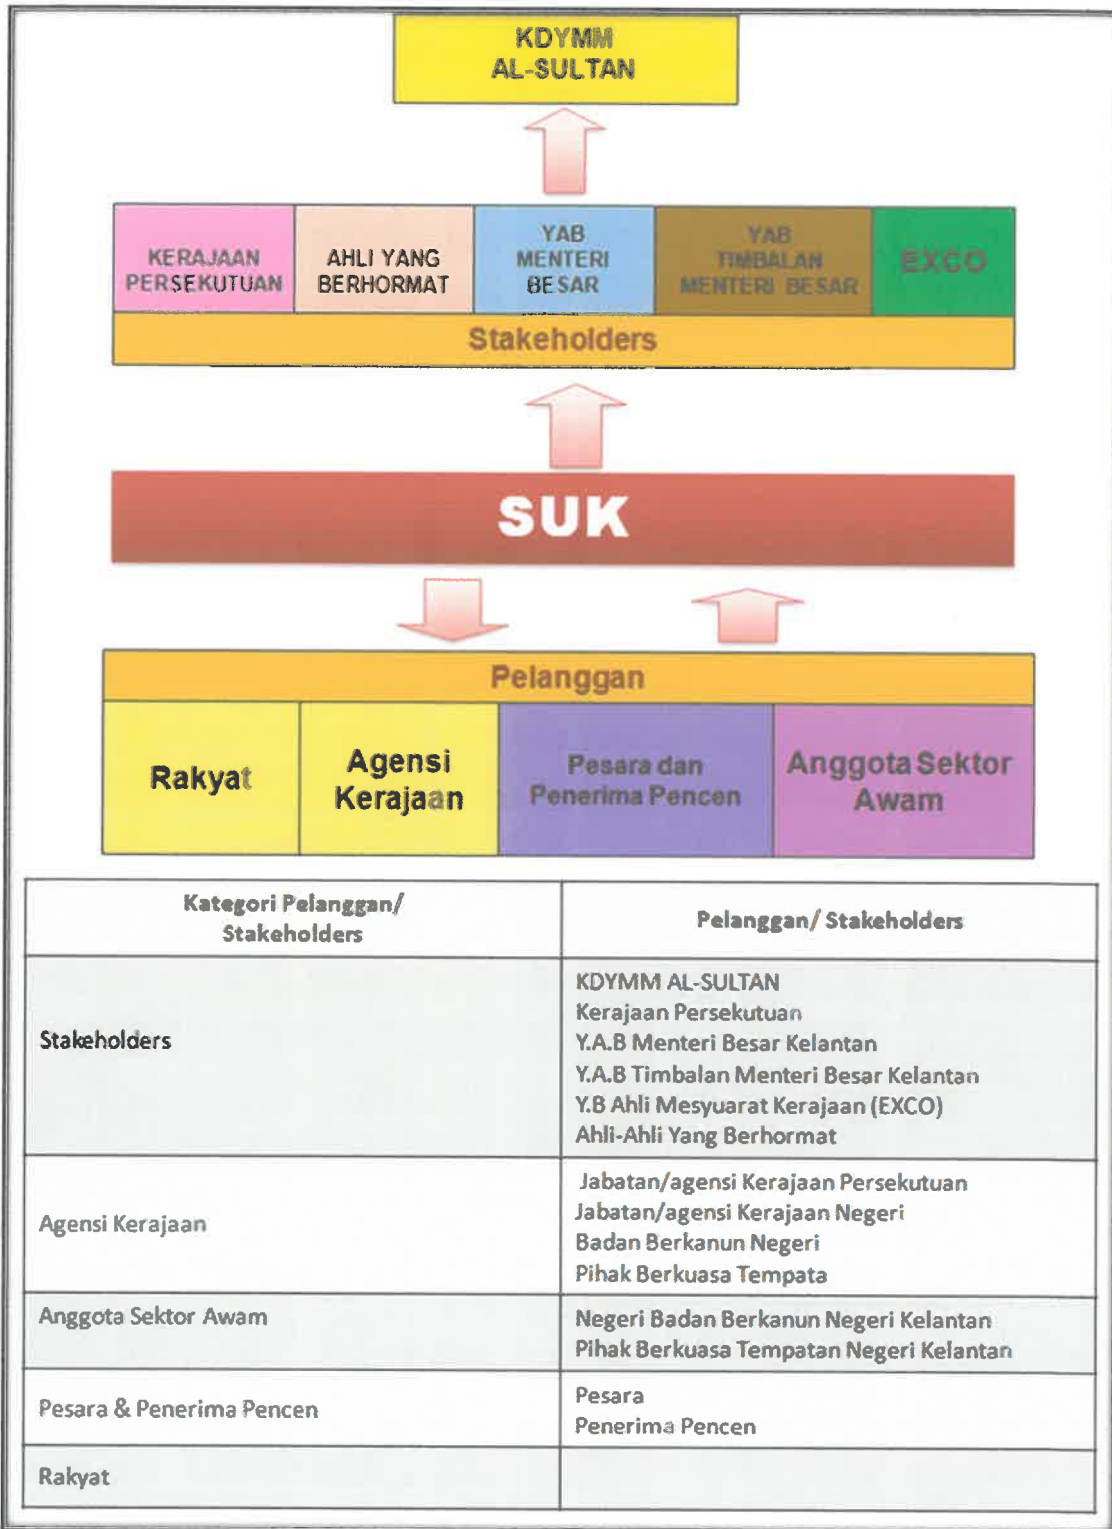 KDYMM
AL-SULTAN
KERAJAAN
PERSEKUTUAN
AHLI YANG
BERHORMAT
YAB
MENTERI
BESAR
YAB
TIMBALAN
MENTERI BESAR
EXCO
Stakeholders
SUK
Pelanggan
Rakyat
Agensi
Kerajaan
Pesara dan
Penerima Pencen
Anggota Sektor
Awam
Kategori Pelanggan/
Stakeholders
Pelanggan/ Stakeholders
Stakeholders
KDYMM AL-SULTAN
Kerajaan Persekutuan
Y.A.B Menteri Besar Kelantan
Y.A.B Timbalan Menteri Besar Kelantan
Y.B Ahli Mesyuarat Kerajaan (EXCO)
Ahli-Ahli Yang Berhormat
Agensi Kerajaan
Jabatan/agensi Kerajaan Persekutuan
Jabatan/agensi Kerajaan Negeri
Badan Berkanun Negeri
Pihak Berkuasa Tempata
Anggota Sektor Awam
Negeri Badan Berkanun Negeri Kelantan
Pihak Berkuasa Tempatan Negeri Kelantan
Pesara & Penerima Pencen
Pesara
Penerima Pencen
Rakyat